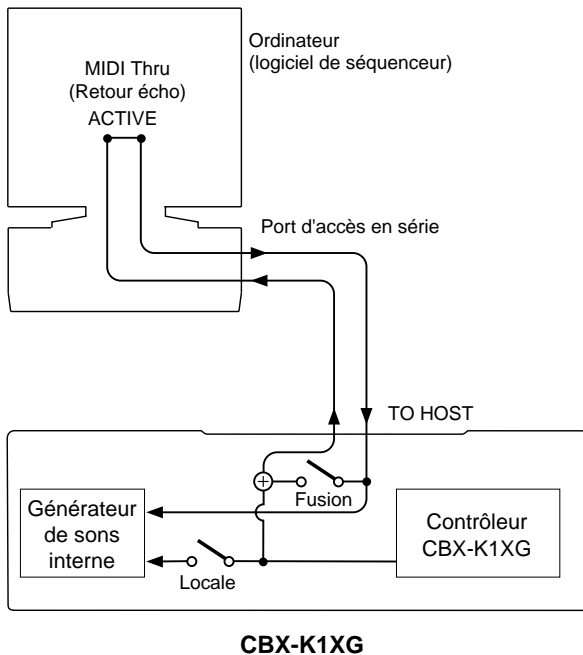 Ordinateur
(logiciel de séquenceur)
MIDI Thru
(Retour écho)
ACTIVE
Port d'accès en série
TO HOST
Fusion
Générateur
de sons
interne
Locale
Contrôleur
CBX-K1XG
CBX-K1XG